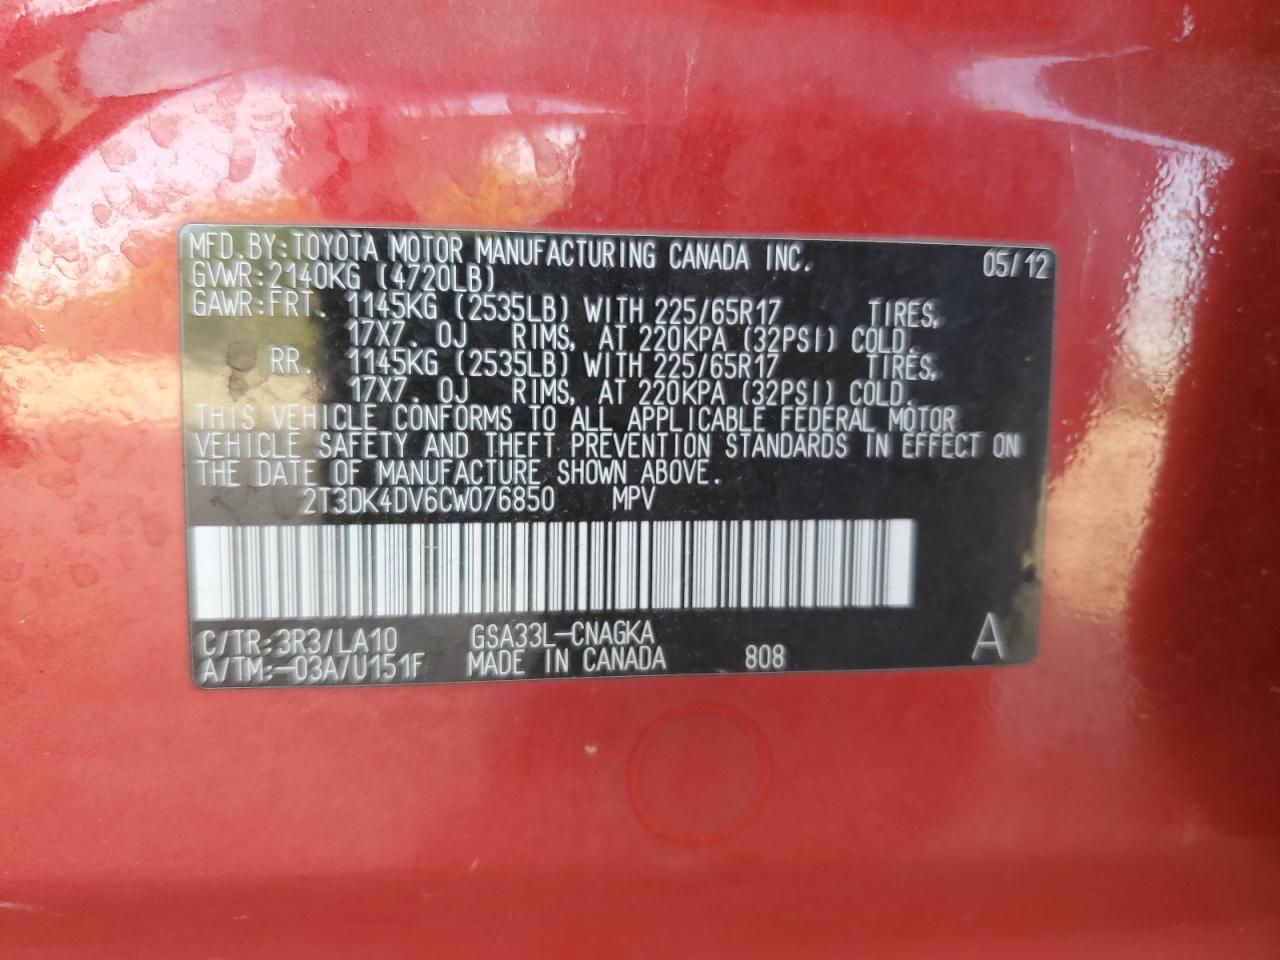 MFD.BY:TOYOTA MOTOR MANUFACTURING CANADA INC. 05/12
GVWR:2140KG (4720LB)
GAWR:FRT. 1145KG (2535LB) WITH 225/65R17 TIRES,
17X7.0J RIMS, AT 220KPA (32PSI) COLD.
RR. 1145KG (2535LB) WITH 225/65R17 TIRES,
17X7.0J RIMS, AT 220KPA (32PSI) COLD.
THIS VEHICLE CONFORMS TO ALL APPLICABLE FEDERAL MOTOR
VEHICLE SAFETY AND THEFT PREVENTION STANDARDS IN EFFECT ON
THE DATE OF MANUFACTURE SHOWN ABOVE.
2T3DK4DV6CW076850 MPV
C/TR:3R3/LA10 GSA33L-CNAGKA A
A/TM:-03A/U151F MADE IN CANADA 808